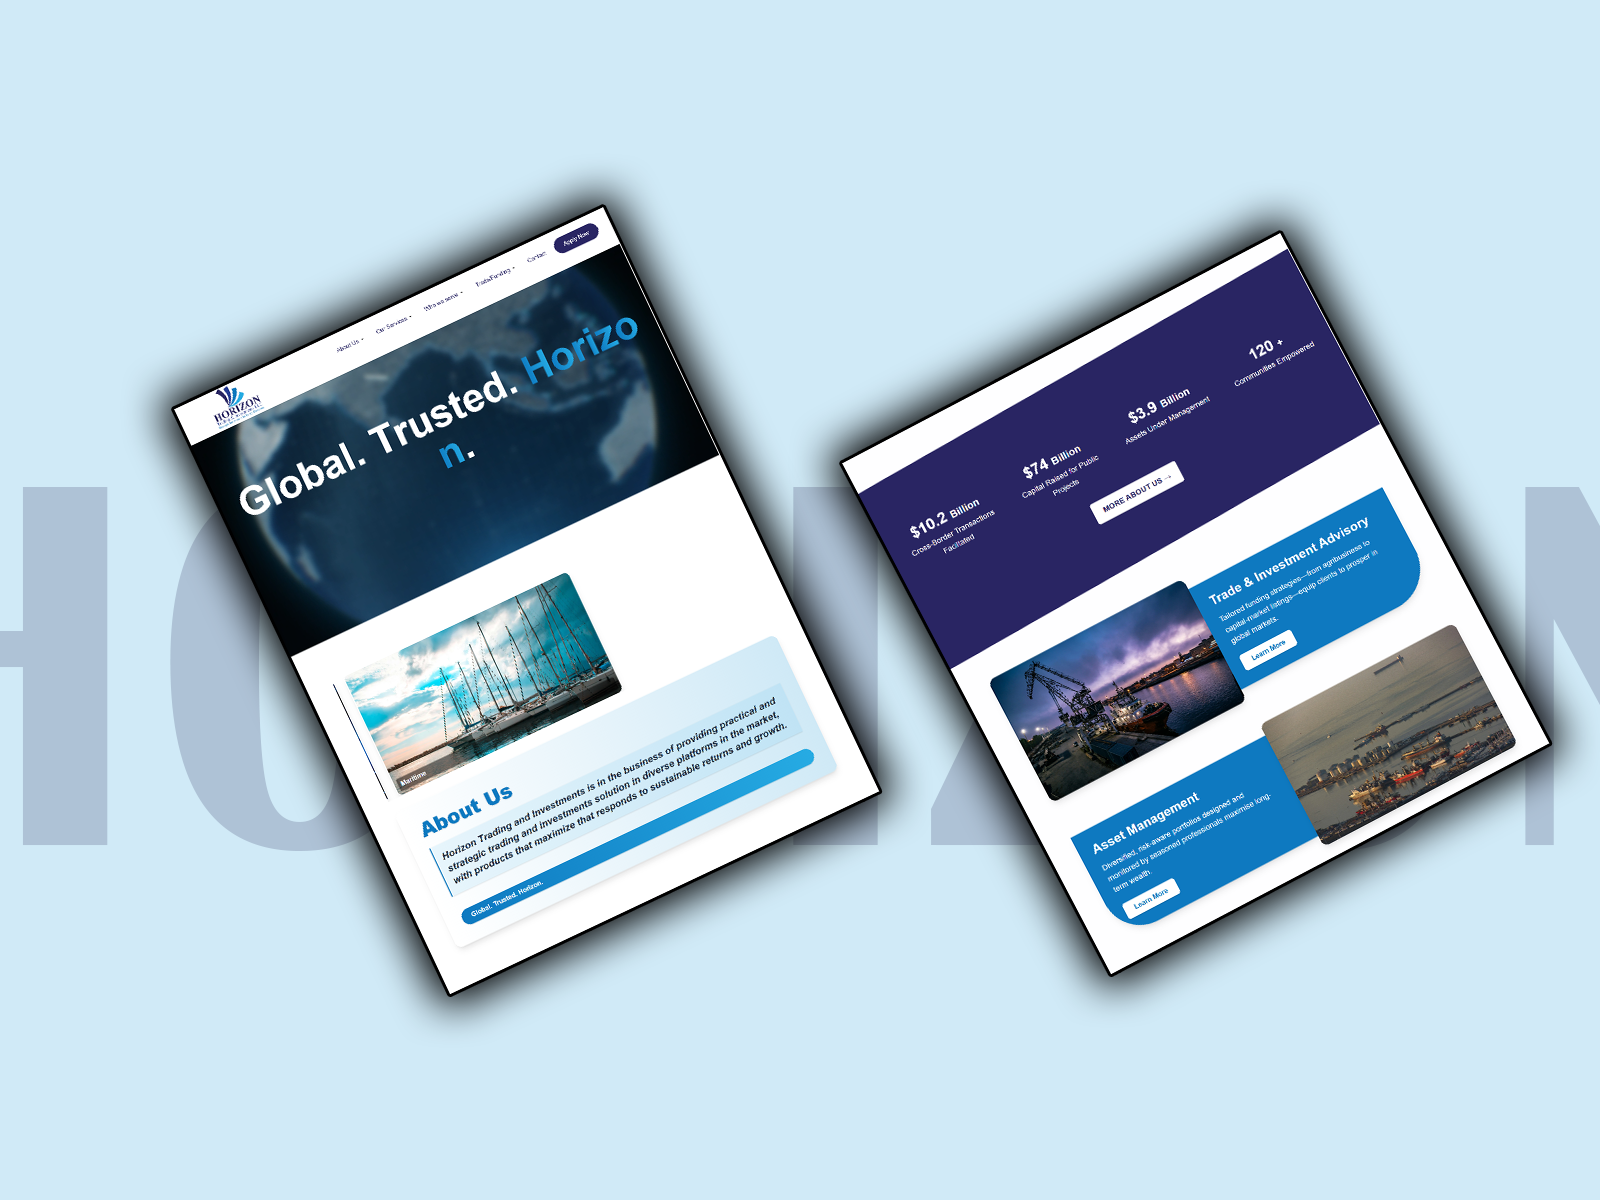 HORIZON
About Us
Our Services
Who we serve
Trade/Funding
Contact
Apply Now
HORIZON
Global. Trusted. Horizo
n.
Maritime
About Us
Horizon Trading and Investments is in the business of providing practical and
strategic trading and investments solution in diverse platforms in the market,
with products that maximize that responds to sustainable returns and growth.
Global. Trusted. Horizon.
$10.2 Billion
Cross-Border Transactions
Facilitated
$74 Billion
Capital Raised for Public
Projects
$3.9 Billion
Assets Under Management
120 +
Communities Empowered
MORE ABOUT US →
Trade & Investment Advisory
Tailored funding strategies—from agribusiness to
capital-market listings—equip clients to prosper in
global markets.
Learn More
Asset Management
Diversified, risk-aware portfolios designed and
monitored by seasoned professionals maximise long-
term wealth.
Learn More